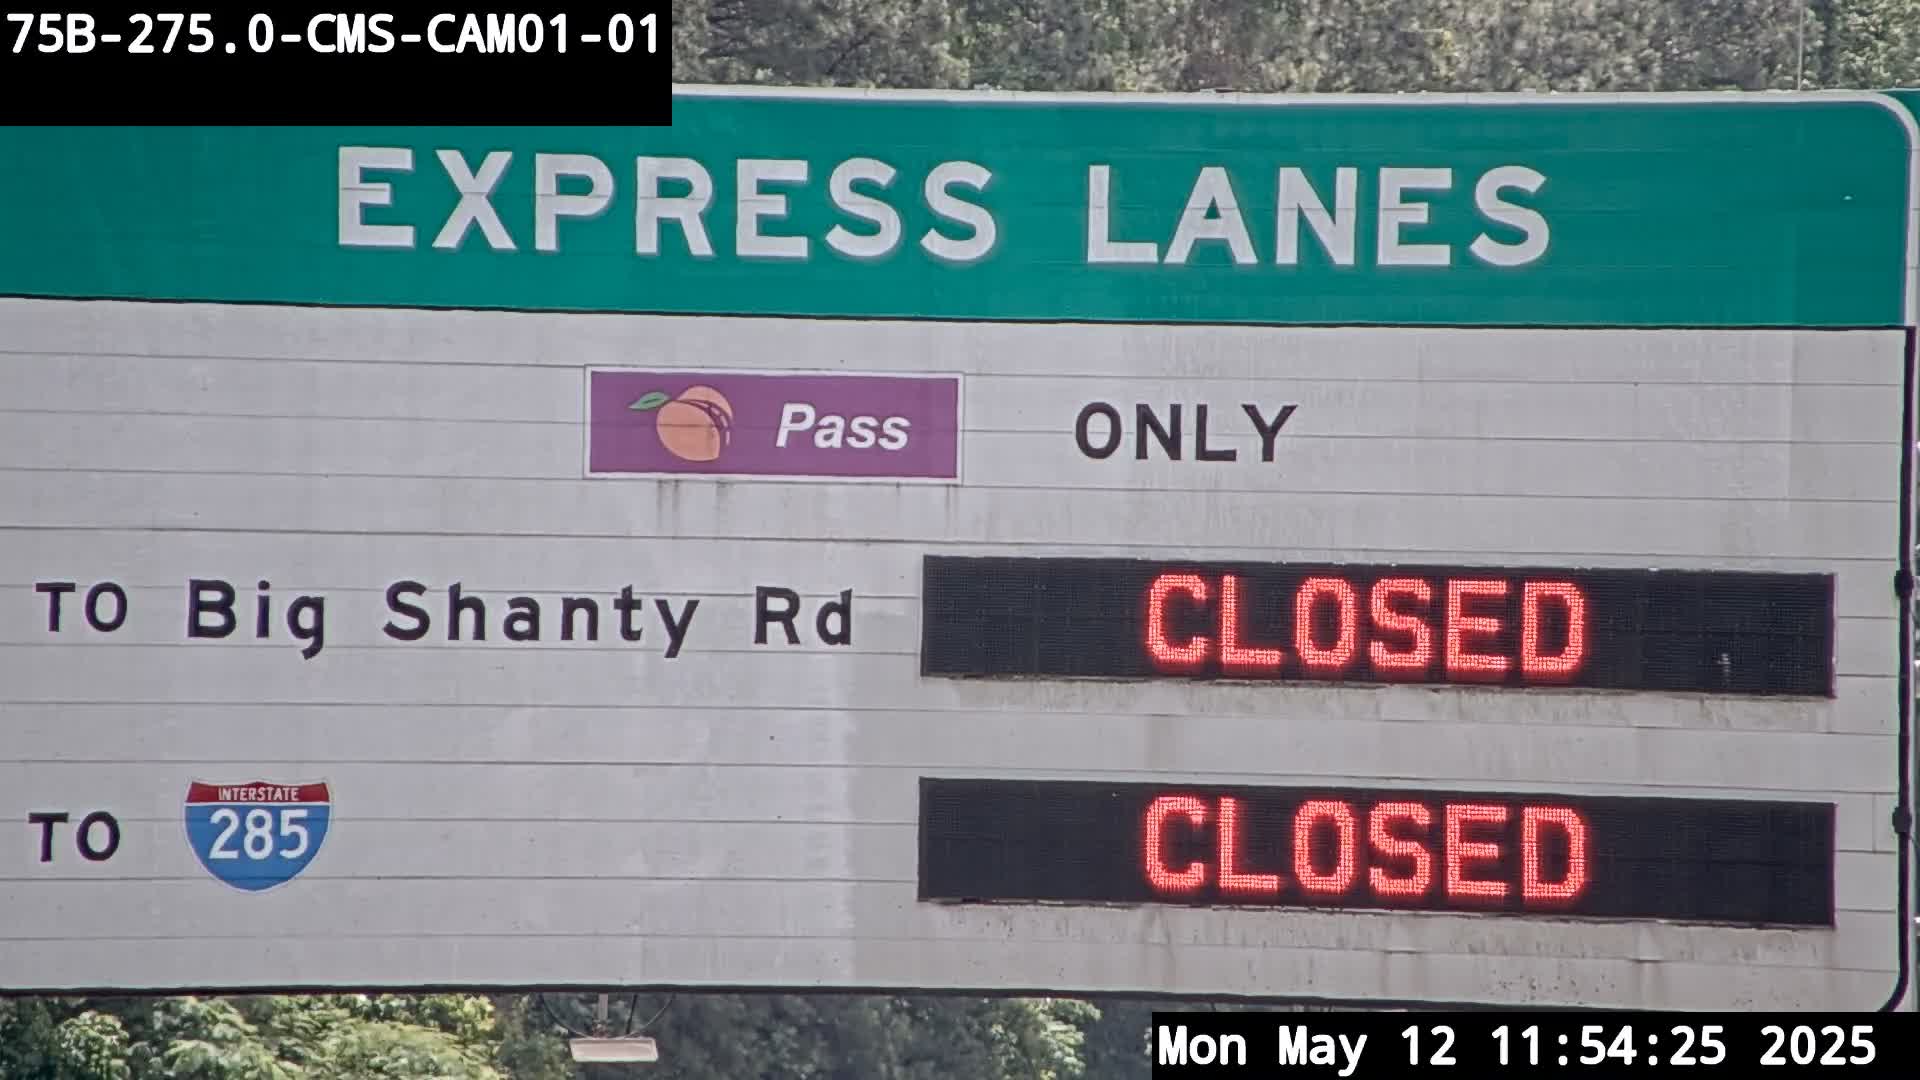 75B-275.0-CMS-CAM01-01
EXPRESS LANES
Pass ONLY
TO Big Shanty Rd CLOSED
INTERSTATE
TO 285 CLOSED
Mon May 12 11:54:25 2025